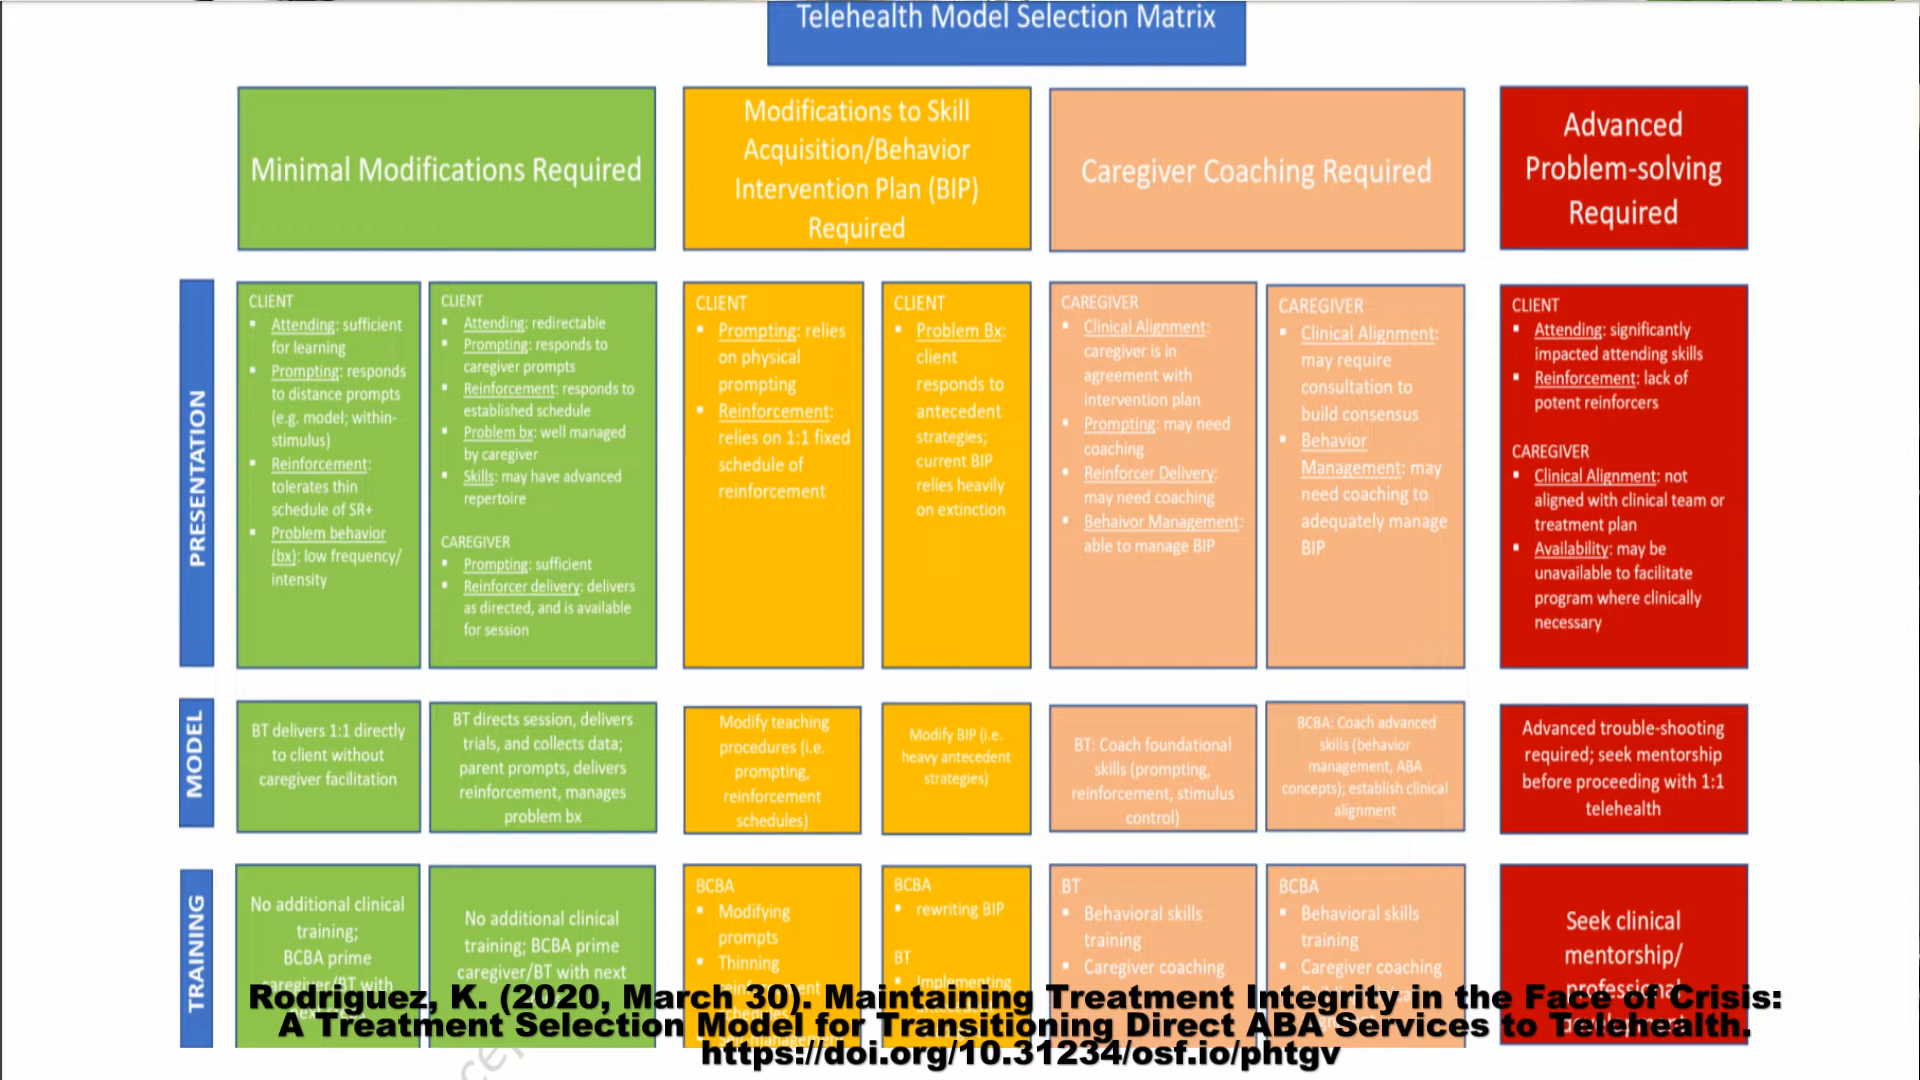 Telehealth Model Selection Matrix
Minimal Modifications Required
Modifications to Skill
Acquisition/Behavior
Intervention Plan (BIP)
Required
Caregiver Coaching Required
Advanced
Problem-solving
Required
PRESENTATION
CLIENT
▪ Attending: sufficient
for learning
▪ Prompting: responds
to distance prompts
(e.g. model; within-
stimulus)
▪ Reinforcement:
tolerates thin
schedule of SR+
▪ Problem behavior
(bx): low frequency/
intensity
CLIENT
▪ Attending: redirectable
▪ Prompting: responds to
caregiver prompts
▪ Reinforcement: responds to
established schedule
▪ Problem bx: well managed
by caregiver
▪ Skills: may have advanced
repertoire
CAREGIVER
▪ Prompting: sufficient
▪ Reinforcer delivery: delivers
as directed, and is available
for session
CLIENT
▪ Prompting: relies
on physical
prompting
▪ Reinforcement:
relies on 1:1 fixed
schedule of
reinforcement
CLIENT
▪ Problem Bx:
client
responds to
antecedent
strategies;
current BIP
relies heavily
on extinction
CAREGIVER
▪ Clinical Alignment:
caregiver is in
agreement with
intervention plan
▪ Prompting: may need
coaching
▪ Reinforcer Delivery:
may need coaching
▪ Behaivor Management:
able to manage BIP
CAREGIVER
▪ Clinical Alignment:
may require
consultation to
build consensus
▪ Behavior
Management: may
need coaching to
adequately manage
BIP
CLIENT
▪ Attending: significantly
impacted attending skills
▪ Reinforcement: lack of
potent reinforcers
CAREGIVER
▪ Clinical Alignment: not
aligned with clinical team or
treatment plan
▪ Availability: may be
unavailable to facilitate
program where clinically
necessary
MODEL
BT delivers 1:1 directly
to client without
caregiver facilitation
BT directs session, delivers
trials, and collects data;
parent prompts, delivers
reinforcement, manages
problem bx
Modify teaching
procedures (i.e.
prompting,
reinforcement
schedules)
Modify BIP (i.e.
heavy antecedent
strategies)
BT: Coach foundational
skills (prompting,
reinforcement, stimulus
control)
BCBA: Coach advanced
skills (behavior
management, ABA
concepts); establish clinical
alignment
Advanced trouble-shooting
required; seek mentorship
before proceeding with 1:1
telehealth
TRAINING
No additional clinical
training;
BCBA prime
caregiver/BT with
No additional clinical
training; BCBA prime
caregiver/BT with next
BCBA
▪ Modifying
prompts
▪ Thinning
reinforcement
BCBA
▪ rewriting BIP
BT
▪ Implementing
BT
▪ Behavioral skills
training
▪ Caregiver coaching
BCBA
▪ Behavioral skills
training
▪ Caregiver coaching
Seek clinical
mentorship/
professional
Rodriguez, K. (2020, March 30). Maintaining Treatment Integrity in the Face of Crisis:
A Treatment Selection Model for Transitioning Direct ABA Services to Telehealth.
https://doi.org/10.31234/osf.io/phtgv